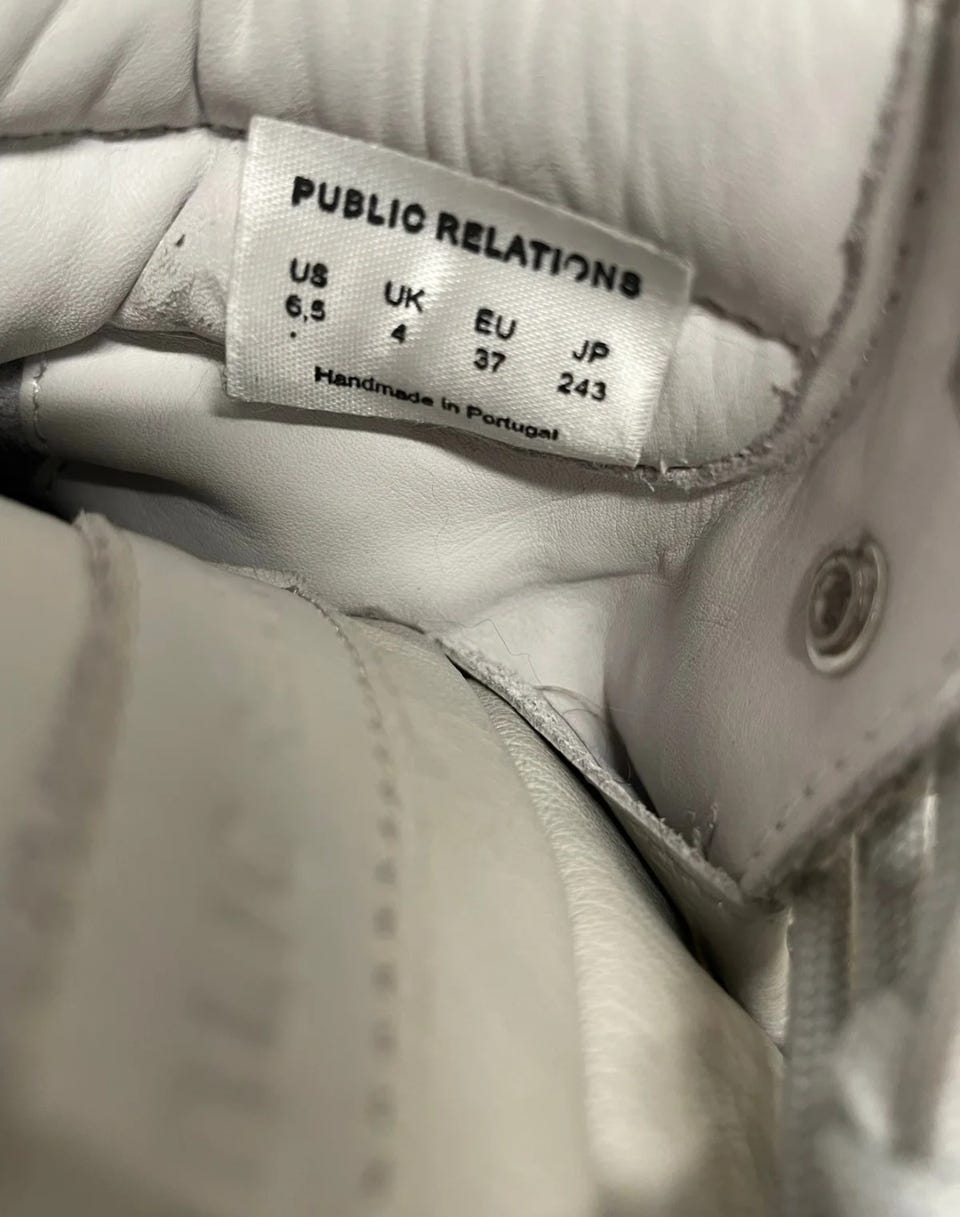 PUBLIC RELATIONS
US UK EU JP
6,5 4 37 243
Handmade in Portugal